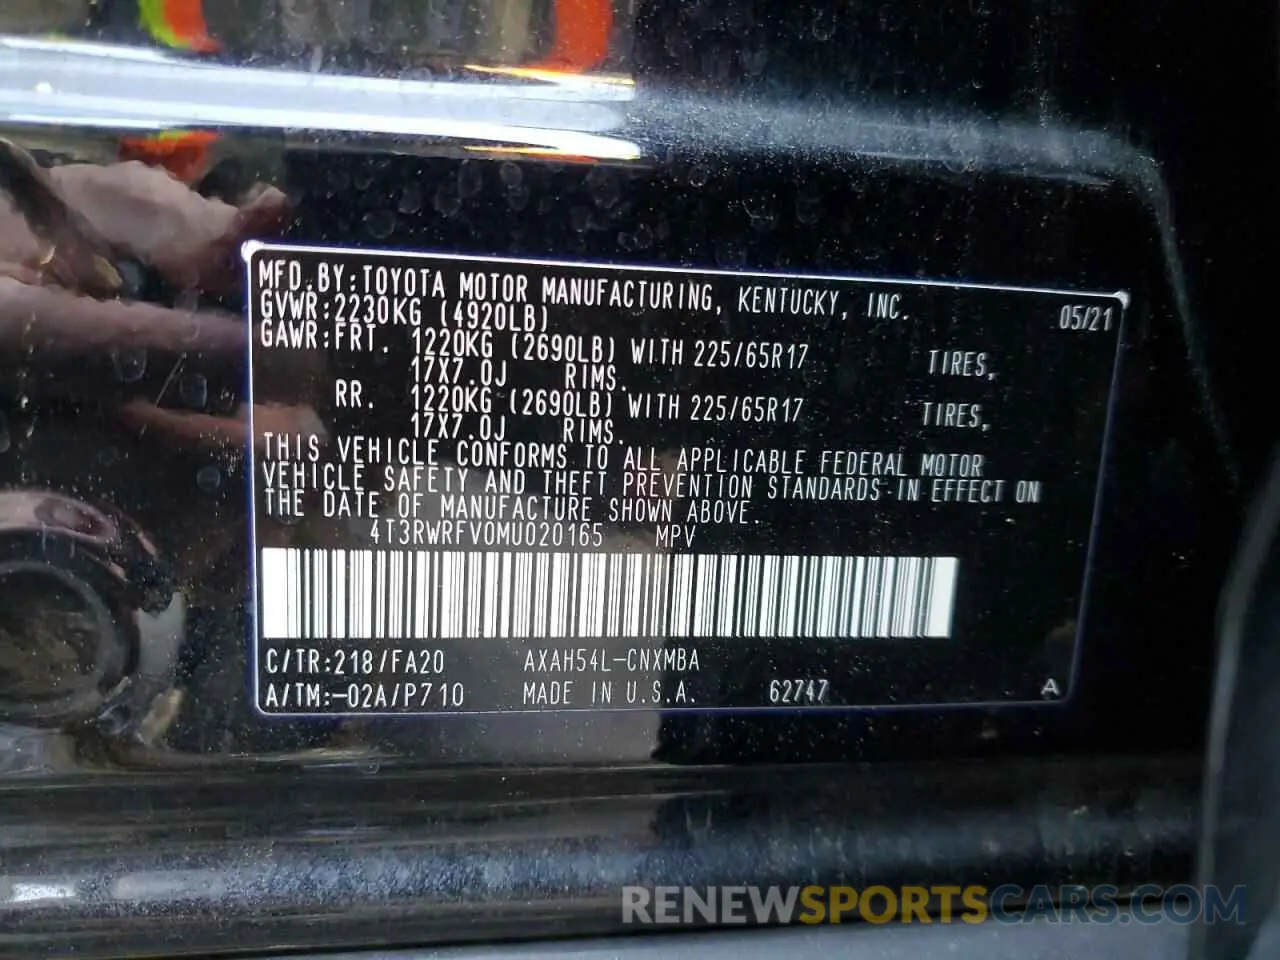 MFD.BY:TOYOTA MOTOR MANUFACTURING, KENTUCKY, INC. 05/21
GVWR:2230KG (4920LB)
GAWR:FRT. 1220KG (2690LB) WITH 225/65R17 TIRES,
17X7.0J RIMS.
RR. 1220KG (2690LB) WITH 225/65R17 TIRES,
17X7.0J RIMS.
THIS VEHICLE CONFORMS TO ALL APPLICABLE FEDERAL MOTOR
VEHICLE SAFETY AND THEFT PREVENTION STANDARDS IN EFFECT ON
THE DATE OF MANUFACTURE SHOWN ABOVE.
4T3RWRFV0MU020165 MPV
C/TR:218/FA20 AXAH54L-CNXMBA
A/TM:-02A/P710 MADE IN U.S.A. 62747 A
RENEWSPORTSCARS.COM